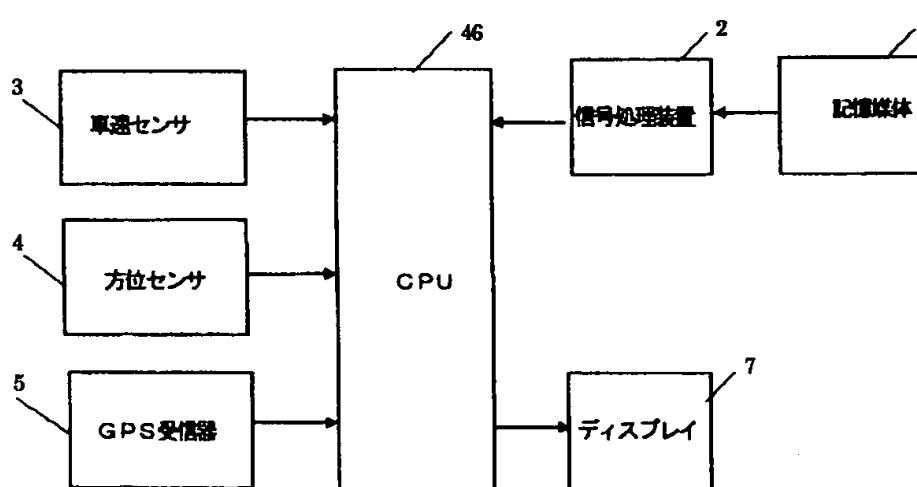 46
2
3
車速センサ
信号処理装置
記憶媒体
4
方位センサ
CPU
7
5
GPS受信器
ディスプレイ